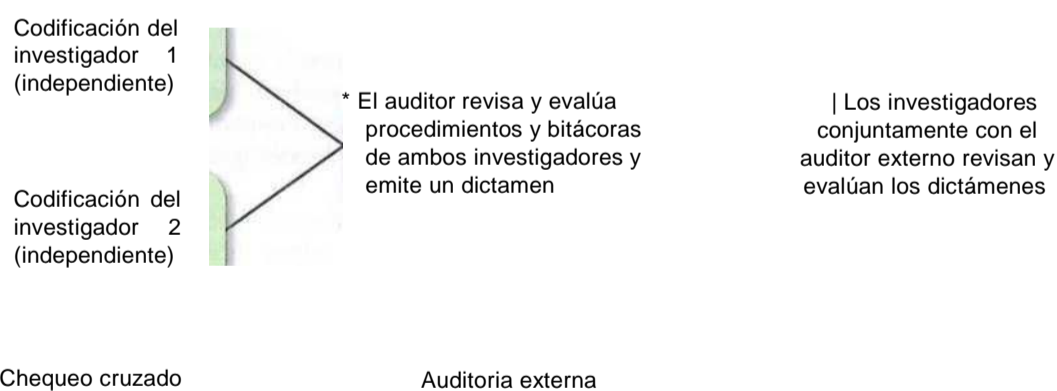 Codificación del
investigador 1
(independiente)
* El auditor revisa y evalúa
procedimientos y bitácoras
de ambos investigadores y
emite un dictamen
| Los investigadores
conjuntamente con el
auditor externo revisan y
evalúan los dictámenes
Codificación del
investigador 2
(independiente)
Chequeo cruzado
Auditoria externa